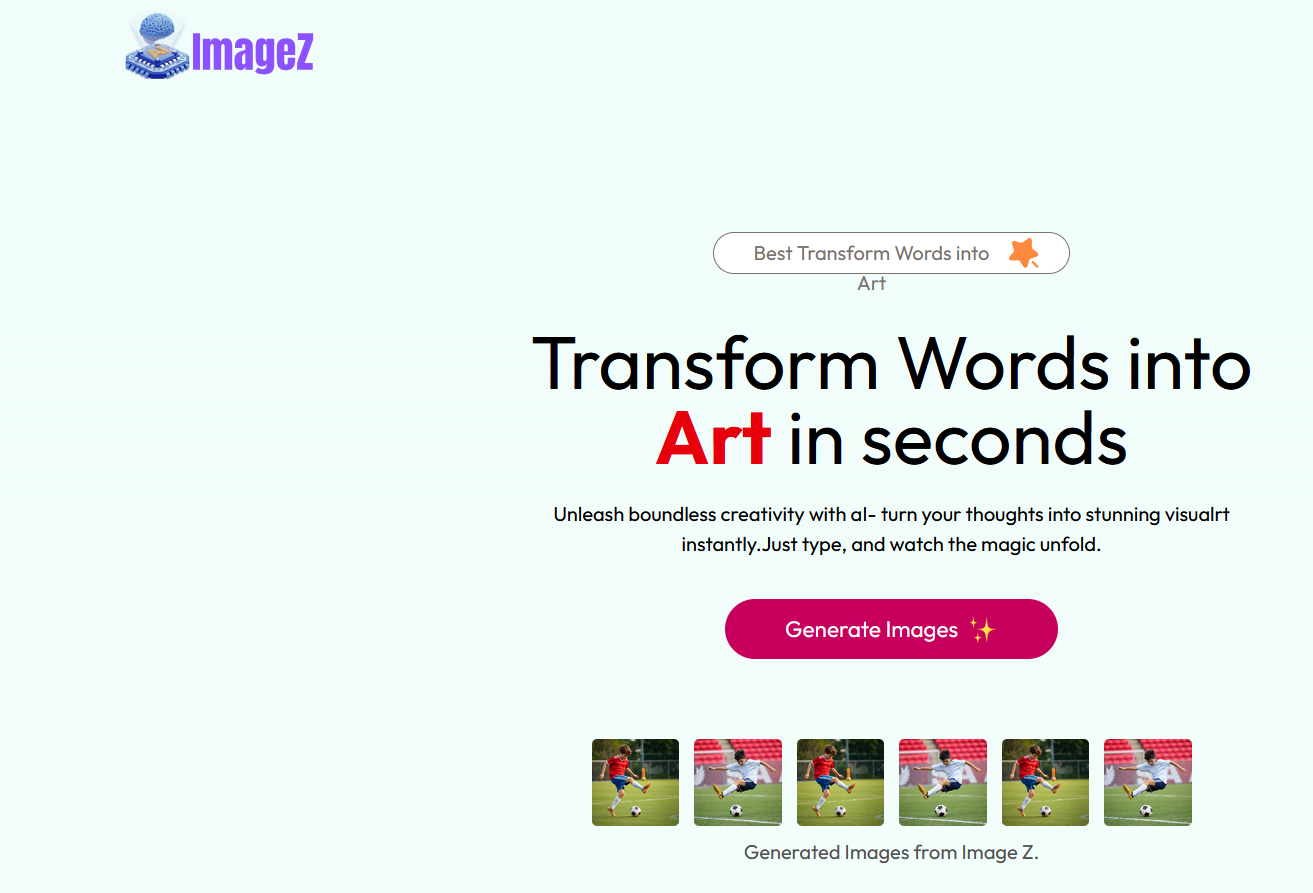 ImageZ
Best Transform Words into
Art
Transform Words into
Art in seconds
Unleash boundless creativity with aI- turn your thoughts into stunning visualrt
instantly.Just type, and watch the magic unfold.
Generate Images
Generated Images from Image Z.